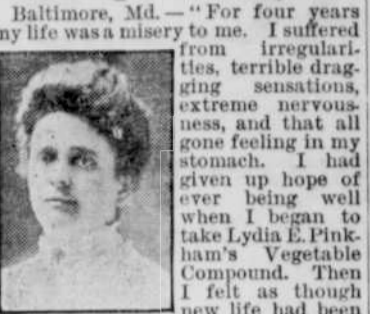 Baltimore, Md. — "For four years
my life was a misery to me. I suffered
from irregulari-
ties, terrible drag-
ging sensations,
extreme nervous-
ness, and that all
gone feeling in my
stomach. I had
given up hope of
ever being well
when I began to
take Lydia E. Pink-
ham's Vegetable
Compound. Then
I felt as though
new life had been